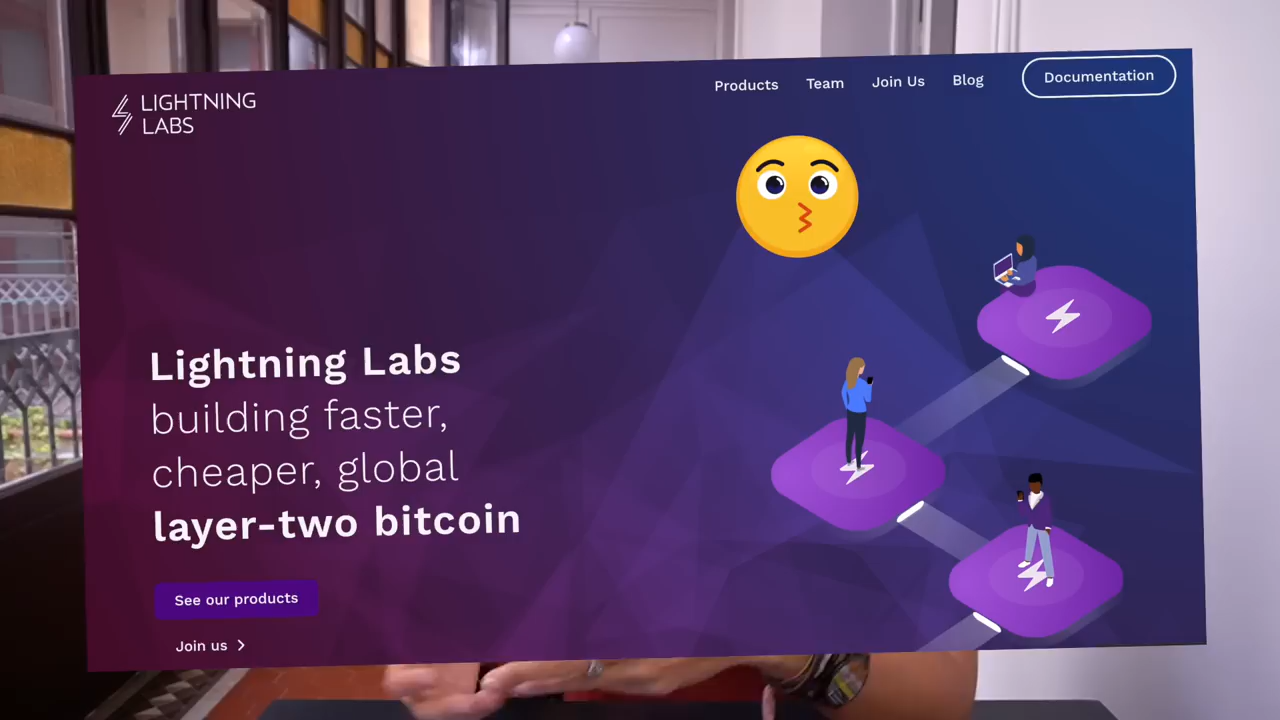 LIGHTNING
LABS
Products Team Join Us Blog Documentation
Lightning Labs
building faster,
cheaper, global
layer-two bitcoin
See our products
Join us